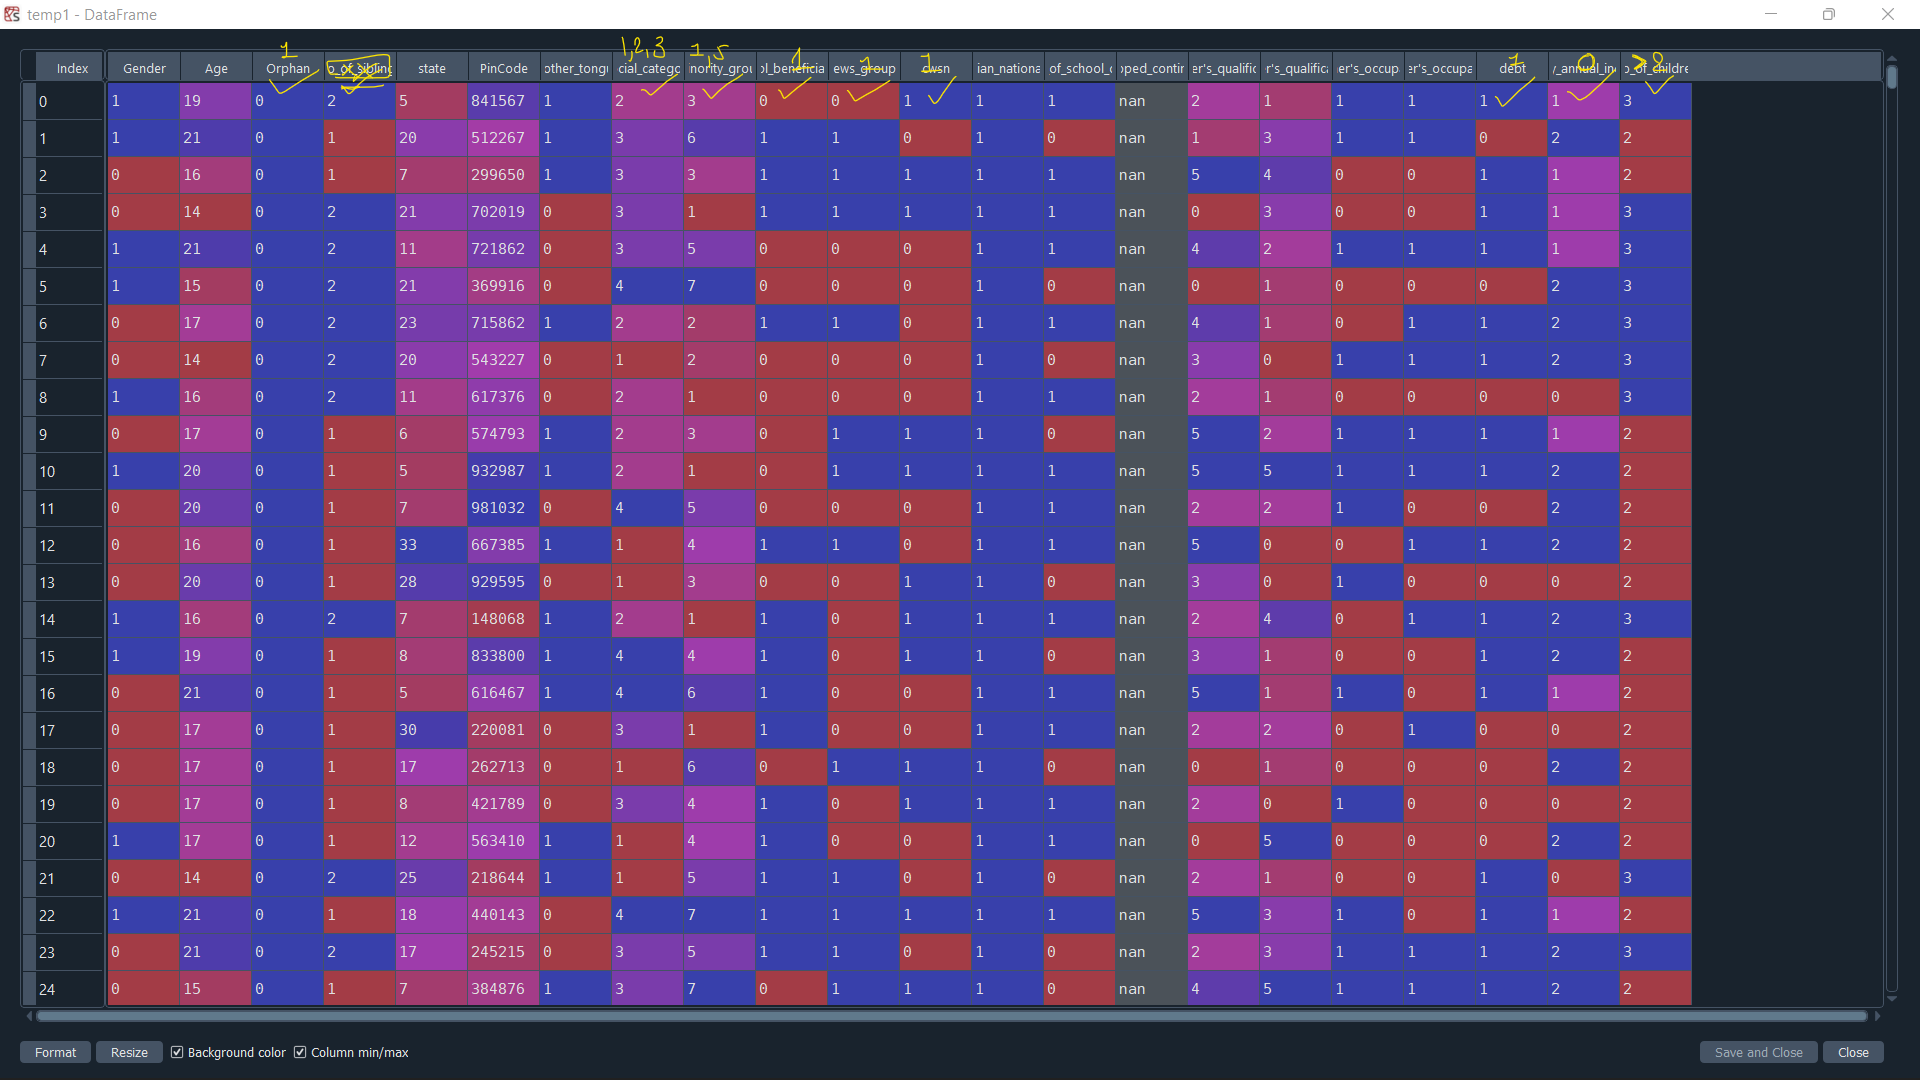 temp1 - DataFrame
1 1,2,3 1,5 1 1 1 1 0
Index Gender Age Orphan o_of_sibling state PinCode other_tongu cial_catego nority_grou ol_beneficia ews_group cwsn ian_nationa of_school_c pped_contin er's_qualific r's_qualifica er's_occup er's_occupa debt y_annual_in o_of_childre
0 1 19 0 2 5 841567 1 2 3 0 0 1 1 1 nan 2 1 1 1 1 1 3
1 1 21 0 1 20 512267 1 3 6 1 1 0 1 0 nan 1 3 1 1 0 2 2
2 0 16 0 1 7 299650 1 3 3 1 1 1 1 1 nan 5 4 0 0 1 1 2
3 0 14 0 2 21 702019 0 3 1 1 1 1 1 1 nan 0 3 0 0 1 1 3
4 1 21 0 2 11 721862 0 3 5 0 0 0 1 1 nan 4 2 1 1 1 1 3
5 1 15 0 2 21 369916 0 4 7 0 0 0 1 0 nan 0 1 0 0 0 2 3
6 0 17 0 2 23 715862 1 2 2 1 1 0 1 1 nan 4 1 0 1 1 2 3
7 0 14 0 2 20 543227 0 1 2 0 0 0 1 0 nan 3 0 1 1 1 2 3
8 1 16 0 2 11 617376 0 2 1 0 0 0 1 1 nan 2 1 0 0 0 0 3
9 0 17 0 1 6 574793 1 2 3 0 1 1 1 0 nan 5 2 1 1 1 1 2
10 1 20 0 1 5 932987 1 2 1 0 1 1 1 1 nan 5 5 1 1 1 2 2
11 0 20 0 1 7 981032 0 4 5 0 0 0 1 1 nan 2 2 1 0 0 2 2
12 0 16 0 1 33 667385 1 1 4 1 1 0 1 1 nan 5 0 0 1 1 2 2
13 0 20 0 1 28 929595 0 1 3 0 0 1 1 0 nan 3 0 1 0 0 0 2
14 1 16 0 2 7 148068 1 2 1 1 0 1 1 1 nan 2 4 0 1 1 2 3
15 1 19 0 1 8 833800 1 4 4 1 0 1 1 0 nan 3 1 0 0 1 2 2
16 0 21 0 1 5 616467 1 4 6 1 0 0 1 1 nan 5 1 1 0 1 1 2
17 0 17 0 1 30 220081 0 3 1 1 0 0 1 1 nan 2 2 0 1 0 0 2
18 0 17 0 1 17 262713 0 1 6 0 1 1 1 0 nan 0 1 0 0 0 2 2
19 0 17 0 1 8 421789 0 3 4 1 0 1 1 1 nan 2 0 1 0 0 0 2
20 1 17 0 1 12 563410 1 1 4 1 0 0 1 1 nan 0 5 0 0 0 2 2
21 0 14 0 2 25 218644 1 1 5 1 1 0 1 0 nan 2 1 0 0 1 0 3
22 1 21 0 1 18 440143 0 4 7 1 1 1 1 1 nan 5 3 1 0 1 1 2
23 0 21 0 2 17 245215 0 3 5 1 1 0 1 0 nan 2 3 1 1 1 2 3
24 0 15 0 1 7 384876 1 3 7 0 1 1 1 0 nan 4 5 1 1 1 2 2
Format Resize Background color Column min/max Save and Close Close